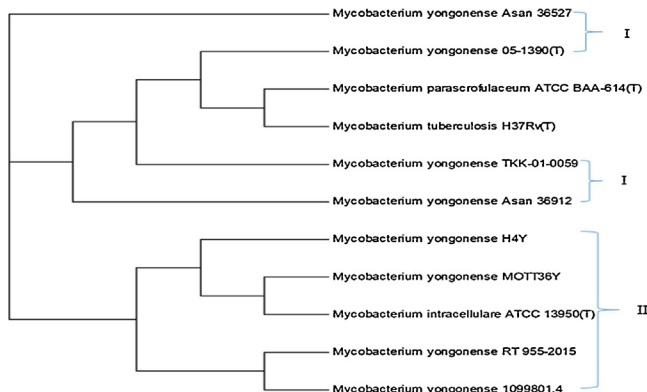 Mycobacterium yongonense Asan 36527
I
Mycobacterium yongonense 05-1390(T)
Mycobacterium parascrofulaceum ATCC BAA-614(T)
Mycobacterium tuberculosis H37Rv(T)
Mycobacterium yongonense TKK-01-0059
I
Mycobacterium yongonense Asan 36912
Mycobacterium yongonense H4Y
Mycobacterium yongonense MOTT36Y
II
Mycobacterium intracellulare ATCC 13950(T)
Mycobacterium yongonense RT 955-2015
Mycobacterium yongonense 1099801.4